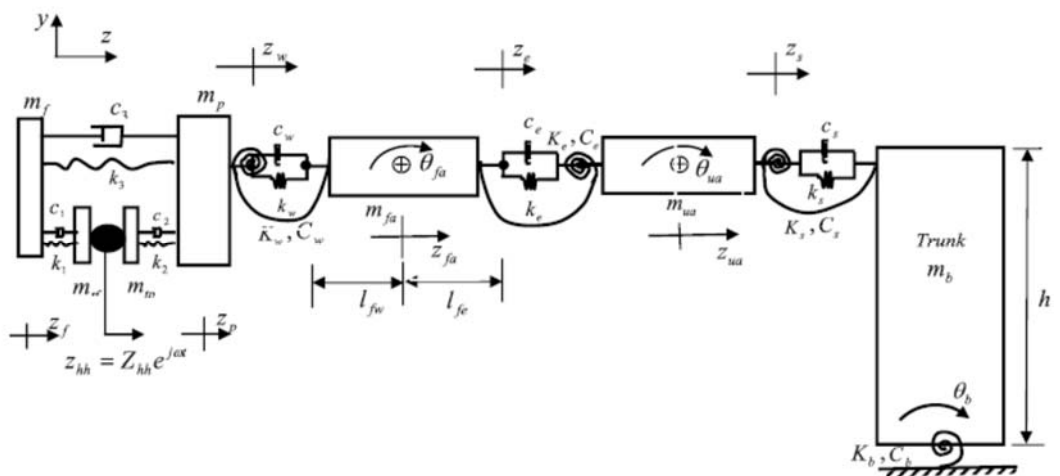 y
z
z_w
z_e
z_s
m_f
c_3
m_p
c_w
c_e
K_e, C_e
c_s
θ_fa
θ_ua
k_3
k_w
k_e
k_s
c_1
c_2
K_w, C_w
m_fa
m_ua
K_s, C_s
Trunk
m_b
k_1
k_2
z_fa
z_ua
h
l_fw
l_fe
z_f
z_p
z_hh = Z_hh e^jωt
θ_b
K_b, C_b